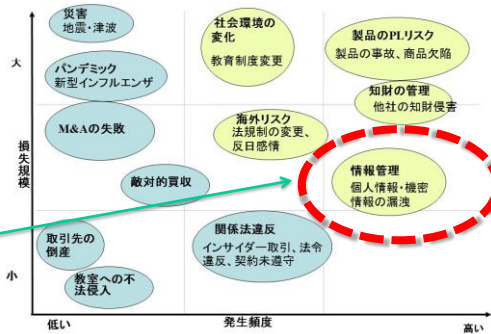 災害
地震・津波
社会環境の
変化
教育制度変更
製品のPLリスク
製品の事故、商品欠陥
大
パンデミック
新型インフルエンザ
知財の管理
他社の知財侵害
M&Aの失敗
海外リスク
法規制の変更、
反日感情
損失規模
敵対的買収
情報管理
個人情報・機密
情報の漏洩
取引先の
倒産
関係法違反
インサイダー取引、法令
違反、契約未遵守
小
教室への不
法侵入
低い
発生頻度
高い